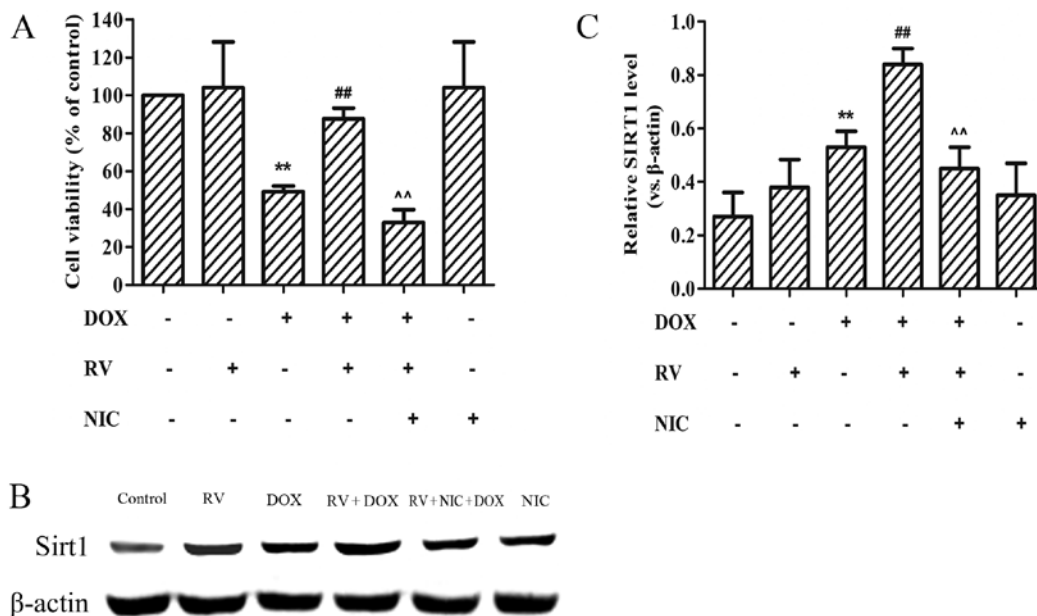 A
Cell viability (% of control)
140
120
100
80
60
40
20
0
**
##
^^
DOX - - + + + -
RV - + - + + -
NIC - - - - + +
C
Relative SIRT1 level
(vs. β-actin)
1.0
0.8
0.6
0.4
0.2
0.0
**
##
^^
DOX - - + + + -
RV - + - + + -
NIC - - - - + +
B
Control RV DOX RV + DOX RV + NIC + DOX NIC
Sirt1
β-actin